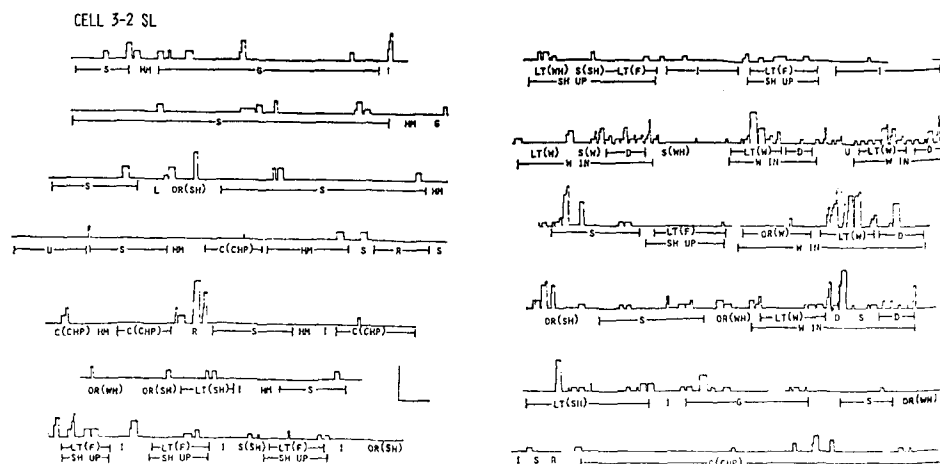 CELL 3-2 SL
S HM G I
S HM G
S L OR(SH) S HM
U S HM C(CHP) HM S R S
C(CHP) HM C(CHP) R S HM I C(CHP)
OR(WH) OR(SH) LT(SH) I HM S
LT(F) I LT(F) I S(SH) LT(F) I OR(SH)
SH UP SH UP SH UP
LT(WH) S(SH) LT(F) I LT(F) I
SH UP SH UP
LT(W) S(W) D S(WH) LT(W) D U LT(W) D
W IN W IN W IN
S LT(F) OR(W) LT(W) D
SH UP W IN
OR(SH) S OR(WH) LT(W) D S D
W IN
LT(SH) I G S OR(WH)
I S R C(CHP)